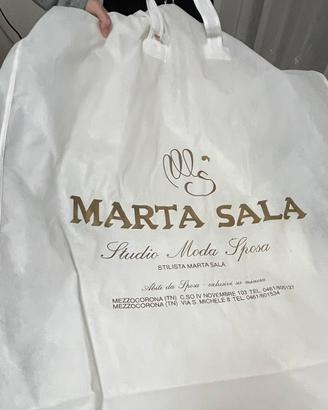 MARTA SALA
Studio Moda Sposa
STILISTA MARTA SALA
Abiti da Sposa - esclusivi su misura
MEZZOCORONA (TN) C.SO IV NOVEMBRE 103 TEL. 0461/605127
MEZZOCORONA (TN) VIA S. MICHELE 8 TEL. 0461/601534